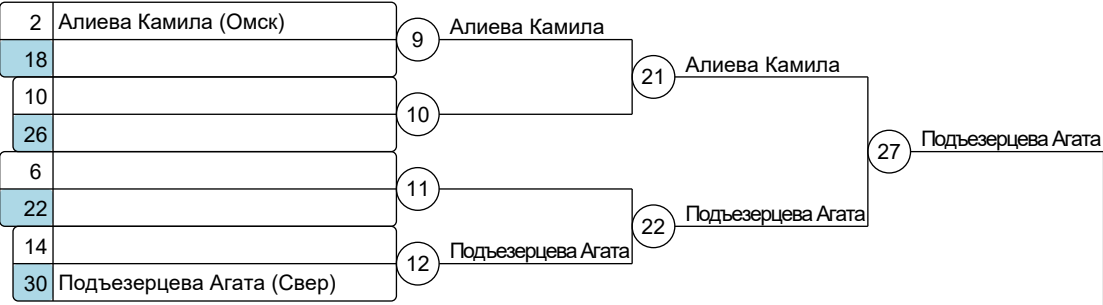 2 Алиева Камила (Омск)
9 Алиева Камила
18
21 Алиева Камила
10
10
26
27 Подъезерцева Агата
6
11
22
22 Подъезерцева Агата
14
12 Подъезерцева Агата
30 Подъезерцева Агата (Свер)